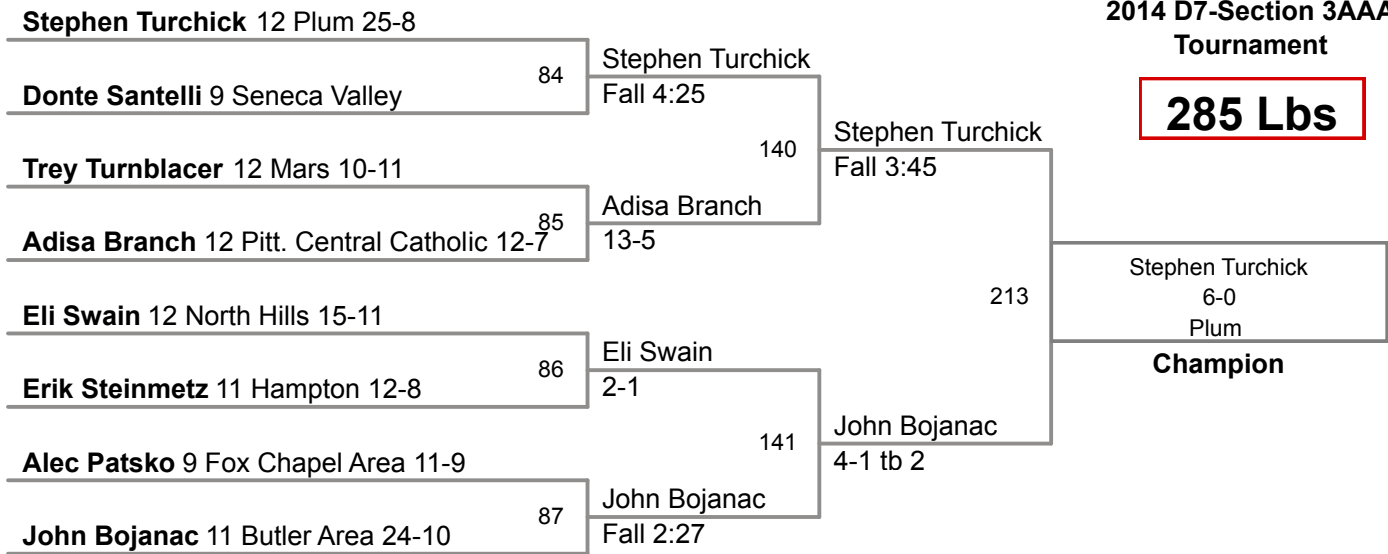 Stephen Turchick 12 Plum 25-8
Donte Santelli 9 Seneca Valley
Trey Turnblacer 12 Mars 10-11
Adisa Branch 12 Pitt. Central Catholic 12-7
Eli Swain 12 North Hills 15-11
Erik Steinmetz 11 Hampton 12-8
Alec Patsko 9 Fox Chapel Area 11-9
John Bojanac 11 Butler Area 24-10
84
85
86
87
Stephen Turchick
Fall 4:25
Adisa Branch
13-5
Eli Swain
2-1
John Bojanac
Fall 2:27
140
141
Stephen Turchick
Fall 3:45
John Bojanac
4-1 tb 2
213
2014 D7-Section 3AAA
Tournament
285 Lbs
Stephen Turchick
6-0
Plum
Champion